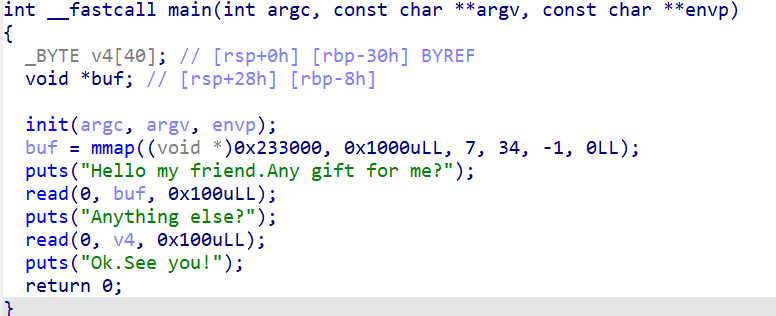 int __fastcall main(int argc, const char **argv, const char **envp)
{
  _BYTE v4[40]; // [rsp+0h] [rbp-30h] BYREF
  void *buf; // [rsp+28h] [rbp-8h]

  init(argc, argv, envp);
  buf = mmap((void *)0x233000, 0x1000uLL, 7, 34, -1, 0LL);
  puts("Hello my friend.Any gift for me?");
  read(0, buf, 0x100uLL);
  puts("Anything else?");
  read(0, v4, 0x100uLL);
  puts("Ok.See you!");
  return 0;
}